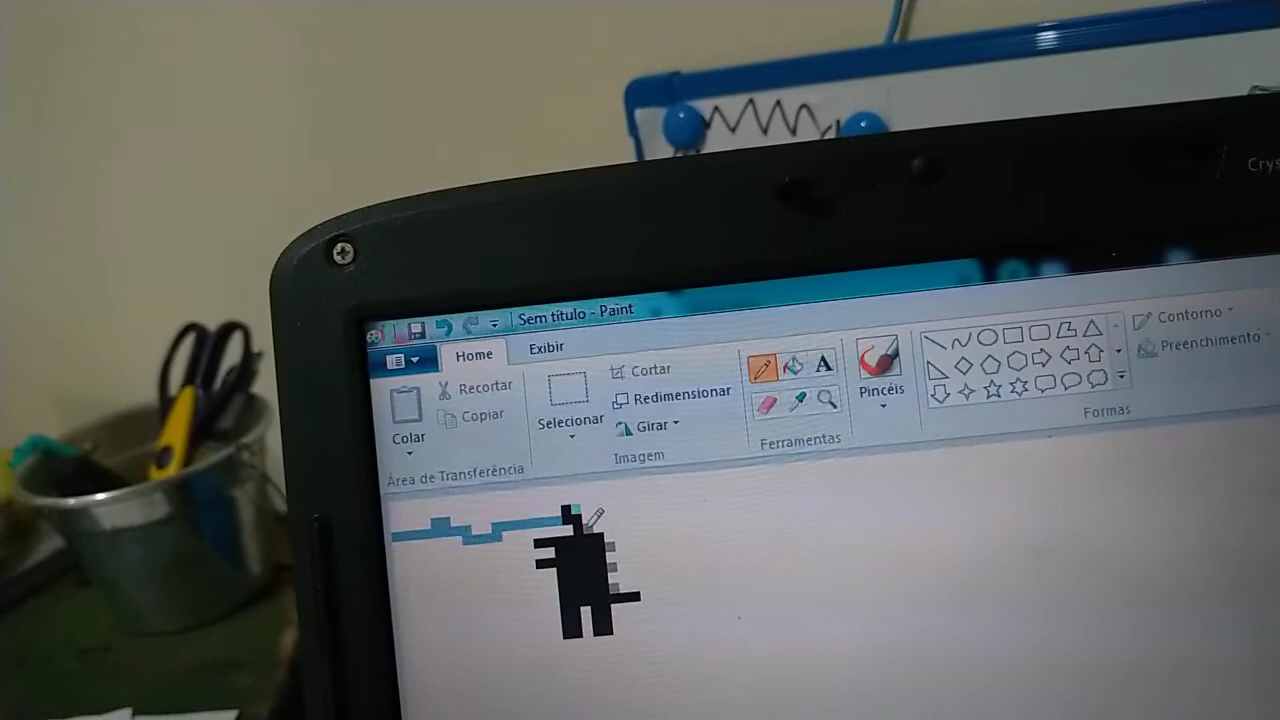 Crys
Sem título - Paint
Home
Exibir
Colar
Recortar
Copiar
Área de Transferência
Selecionar
Cortar
Redimensionar
Girar
Imagem
A
Ferramentas
Pincéis
Formas
Contorno
Preenchimento